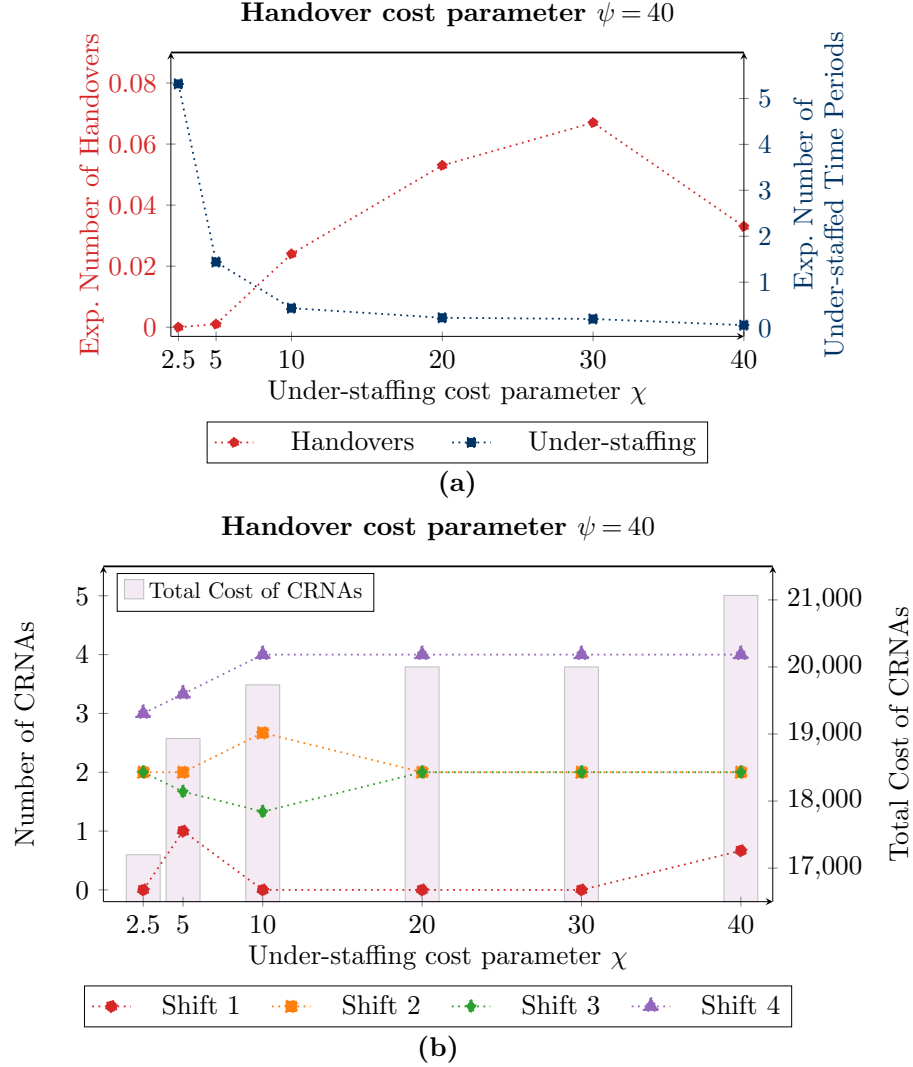 Handover cost parameter ψ = 40
Exp. Number of Handovers
0.08
0.06
0.04
0.02
0
5
4
3
2
1
0
Exp. Number of
Under-staffed Time Periods
2.5 5 10 20 30 40
Under-staffing cost parameter χ
Handovers Under-staffing
(a)
Handover cost parameter ψ = 40
Total Cost of CRNAs
Number of CRNAs
5
4
3
2
1
0
21,000
20,000
19,000
18,000
17,000
Total Cost of CRNAs
2.5 5 10 20 30 40
Under-staffing cost parameter χ
Shift 1 Shift 2 Shift 3 Shift 4
(b)